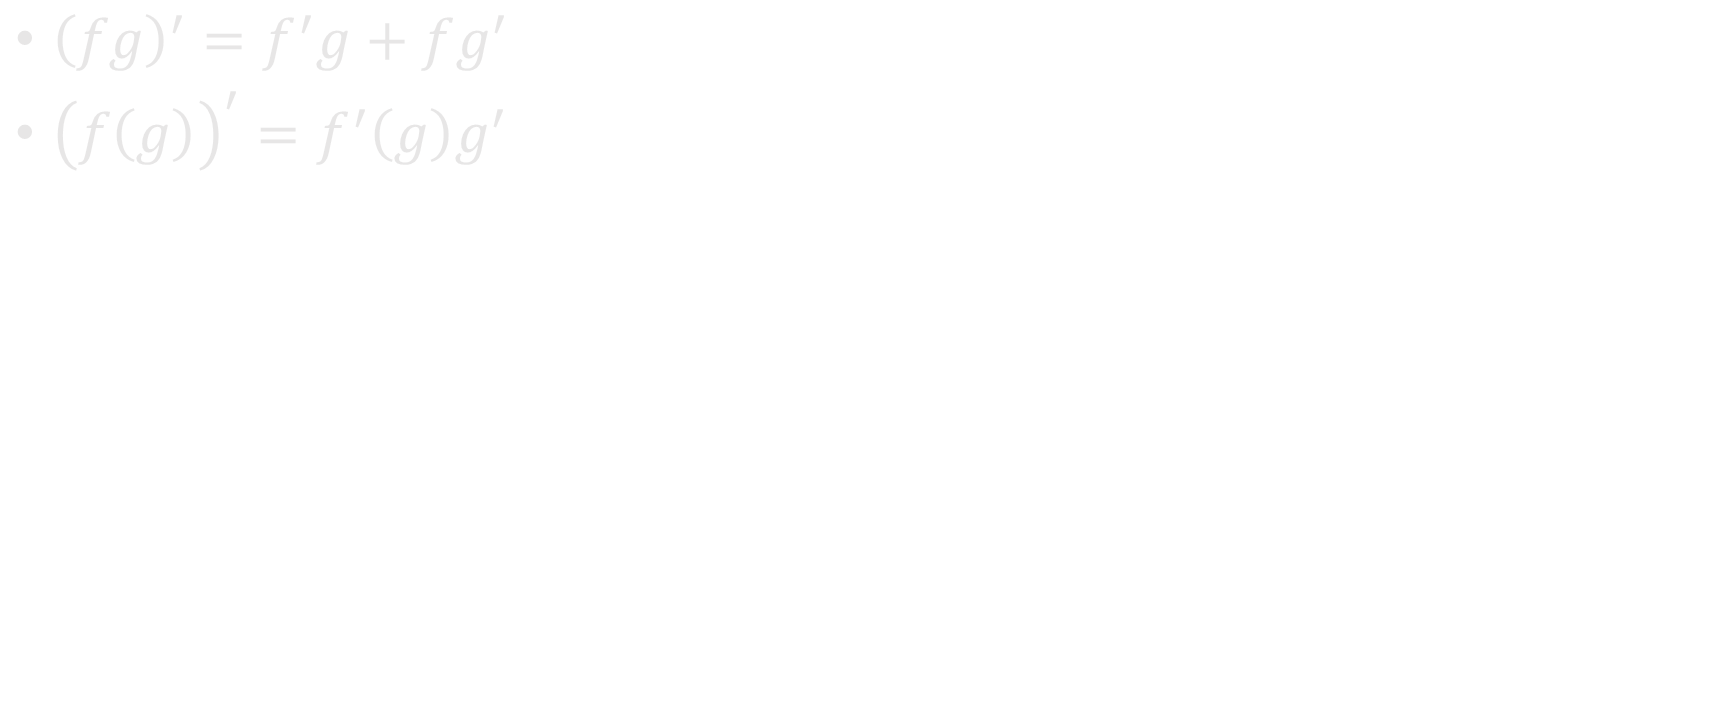 • (fg)′ = f′g + fg′
• (f(g))′ = f′(g)g′